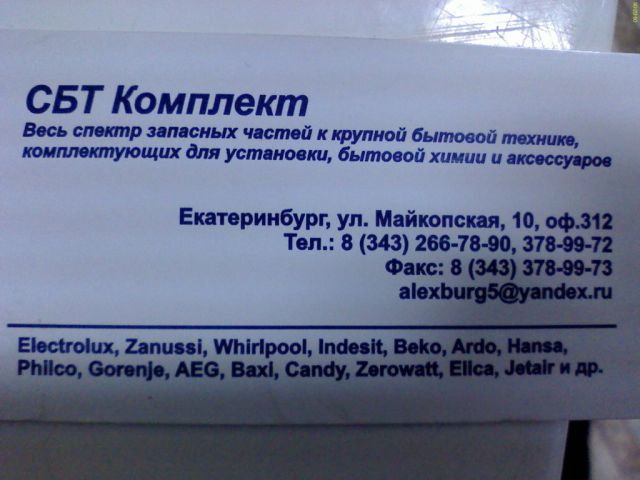 СБТ Комплект
Весь спектр запасных частей к крупной бытовой технике,
комплектующих для установки, бытовой химии и аксессуаров
Екатеринбург, ул. Майкопская, 10, оф.312
Тел.: 8 (343) 266-78-90, 378-99-72
Факс: 8 (343) 378-99-73
alexburg5@yandex.ru
Electrolux, Zanussi, Whirlpool, Indesit, Beko, Ardo, Hansa,
Philco, Gorenje, AEG, Baxi, Candy, Zerowatt, Elica, Jetair и др.